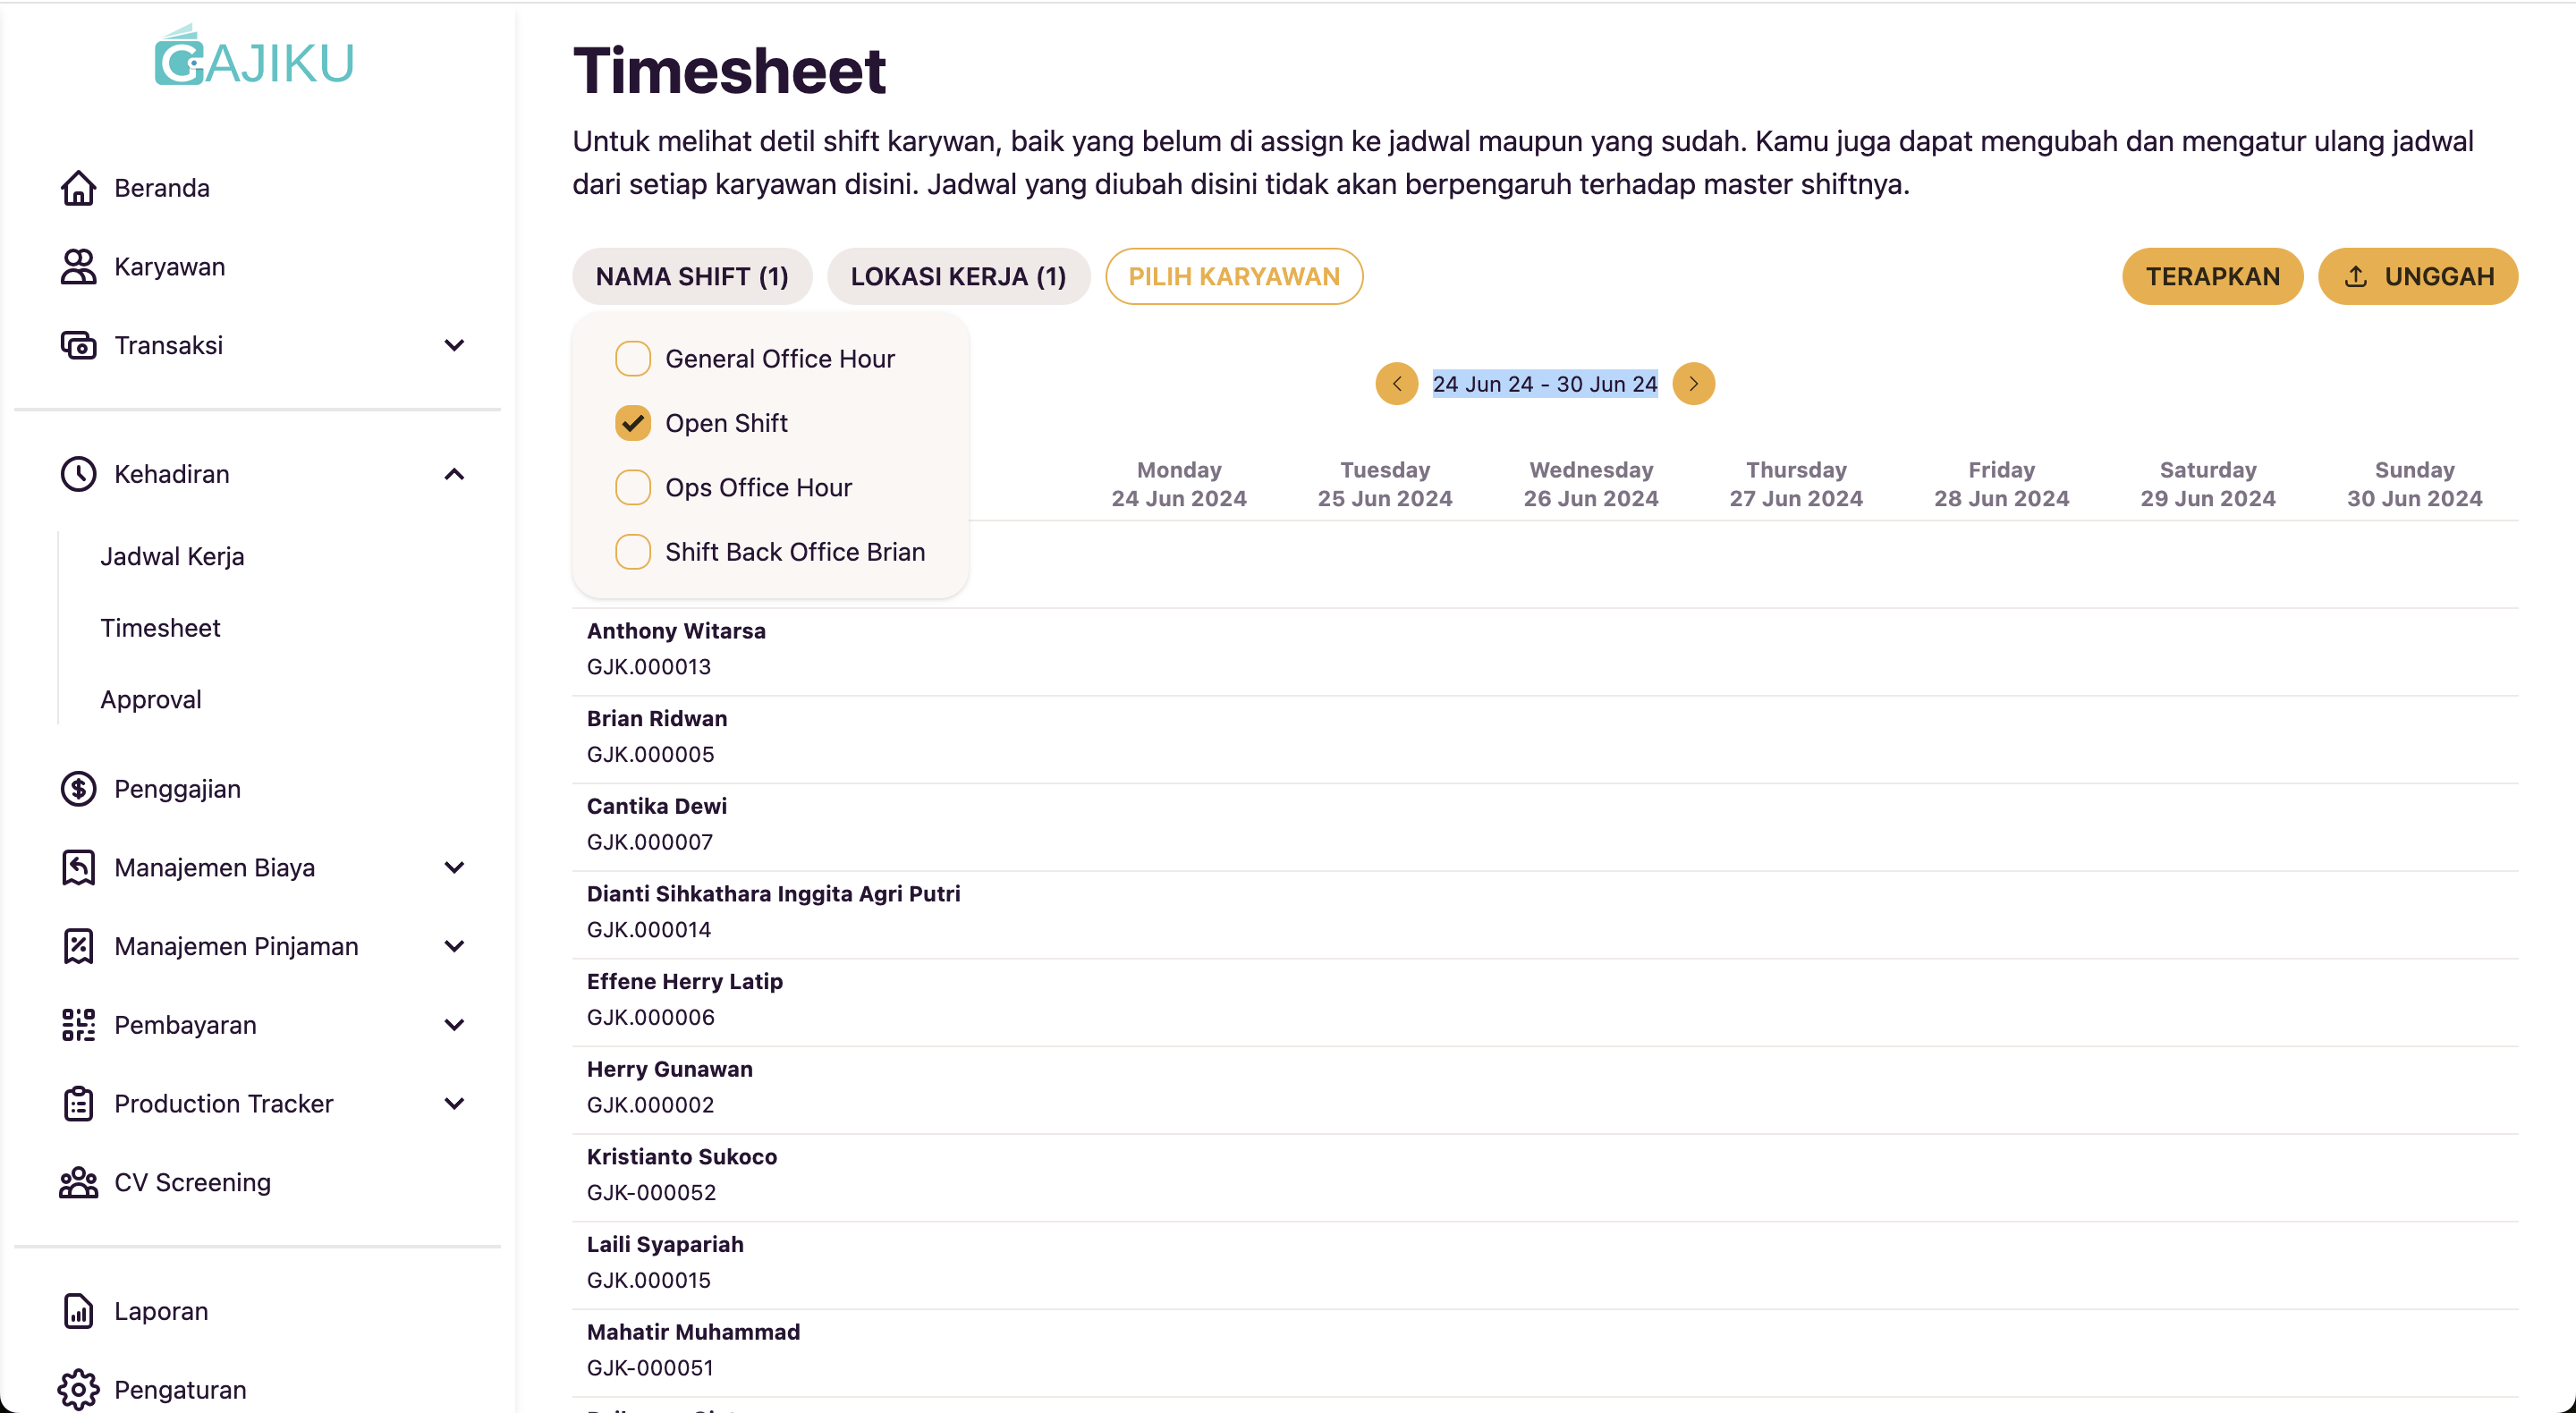 GAJIKU
Beranda
Karyawan
Transaksi
Kehadiran
Jadwal Kerja
Timesheet
Approval
Penggajian
Manajemen Biaya
Manajemen Pinjaman
Pembayaran
Production Tracker
CV Screening
Laporan
Pengaturan
Timesheet
Untuk melihat detil shift karywan, baik yang belum di assign ke jadwal maupun yang sudah. Kamu juga dapat mengubah dan mengatur ulang jadwal
dari setiap karyawan disini. Jadwal yang diubah disini tidak akan berpengaruh terhadap master shiftnya.
NAMA SHIFT (1) LOKASI KERJA (1) PILIH KARYAWAN TERAPKAN UNGGAH
General Office Hour
Open Shift
Ops Office Hour
Shift Back Office Brian
24 Jun 24 - 30 Jun 24
Monday Tuesday Wednesday Thursday Friday Saturday Sunday
24 Jun 2024 25 Jun 2024 26 Jun 2024 27 Jun 2024 28 Jun 2024 29 Jun 2024 30 Jun 2024
Anthony Witarsa
GJK.000013
Brian Ridwan
GJK.000005
Cantika Dewi
GJK.000007
Dianti Sihkathara Inggita Agri Putri
GJK.000014
Effene Herry Latip
GJK.000006
Herry Gunawan
GJK.000002
Kristianto Sukoco
GJK-000052
Laili Syapariah
GJK.000015
Mahatir Muhammad
GJK-000051